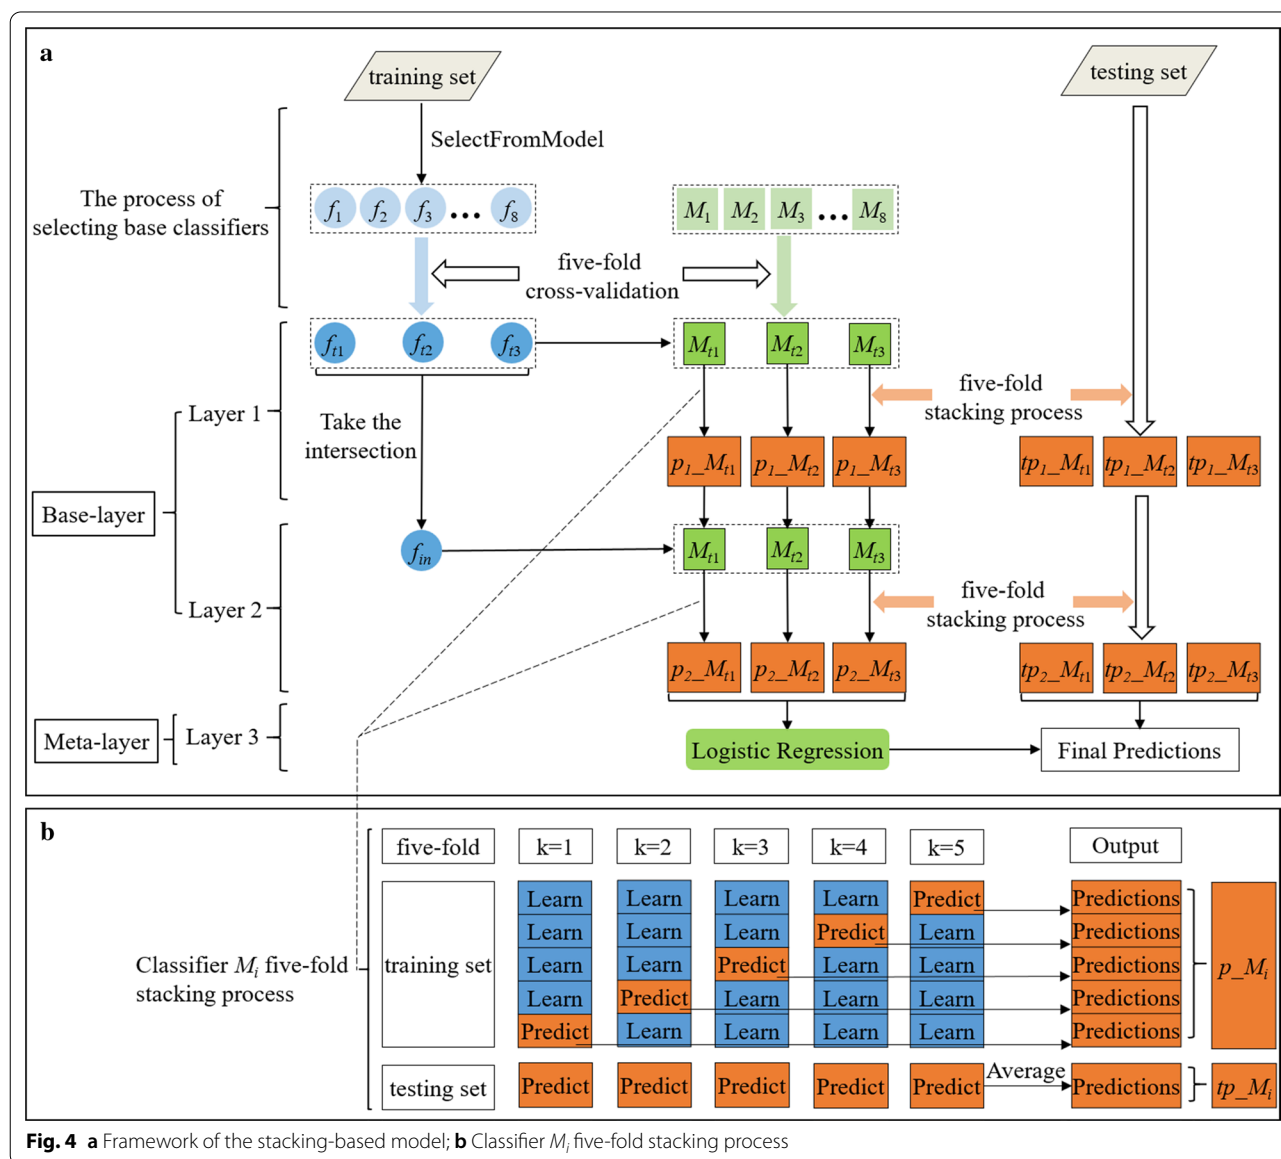 a
training set
testing set
SelectFromModel
The process of
selecting base classifiers
f1 f2 f3 ... f8
M1 M2 M3 ... M8
five-fold
cross-validation
ft1 ft2 ft3
Mt1 Mt2 Mt3
Layer 1
Take the
intersection
five-fold
stacking process
p1_Mt1 p1_Mt2 p1_Mt3
tp1_Mt1 tp1_Mt2 tp1_Mt3
Base-layer
fin
Mt1 Mt2 Mt3
Layer 2
five-fold
stacking process
p2_Mt1 p2_Mt2 p2_Mt3
tp2_Mt1 tp2_Mt2 tp2_Mt3
Meta-layer
Layer 3
Logistic Regression
Final Predictions
b
five-fold k=1 k=2 k=3 k=4 k=5 Output
Classifier Mi five-fold
stacking process
training set
Learn Learn Learn Learn Predict Predictions
Learn Learn Learn Predict Learn Predictions
Learn Learn Predict Learn Learn Predictions
Learn Predict Learn Learn Learn Predictions
Predict Learn Learn Learn Learn Predictions
p_Mi
testing set Predict Predict Predict Predict Predict Average Predictions tp_Mi
Fig. 4 a Framework of the stacking-based model; b Classifier Mi five-fold stacking process